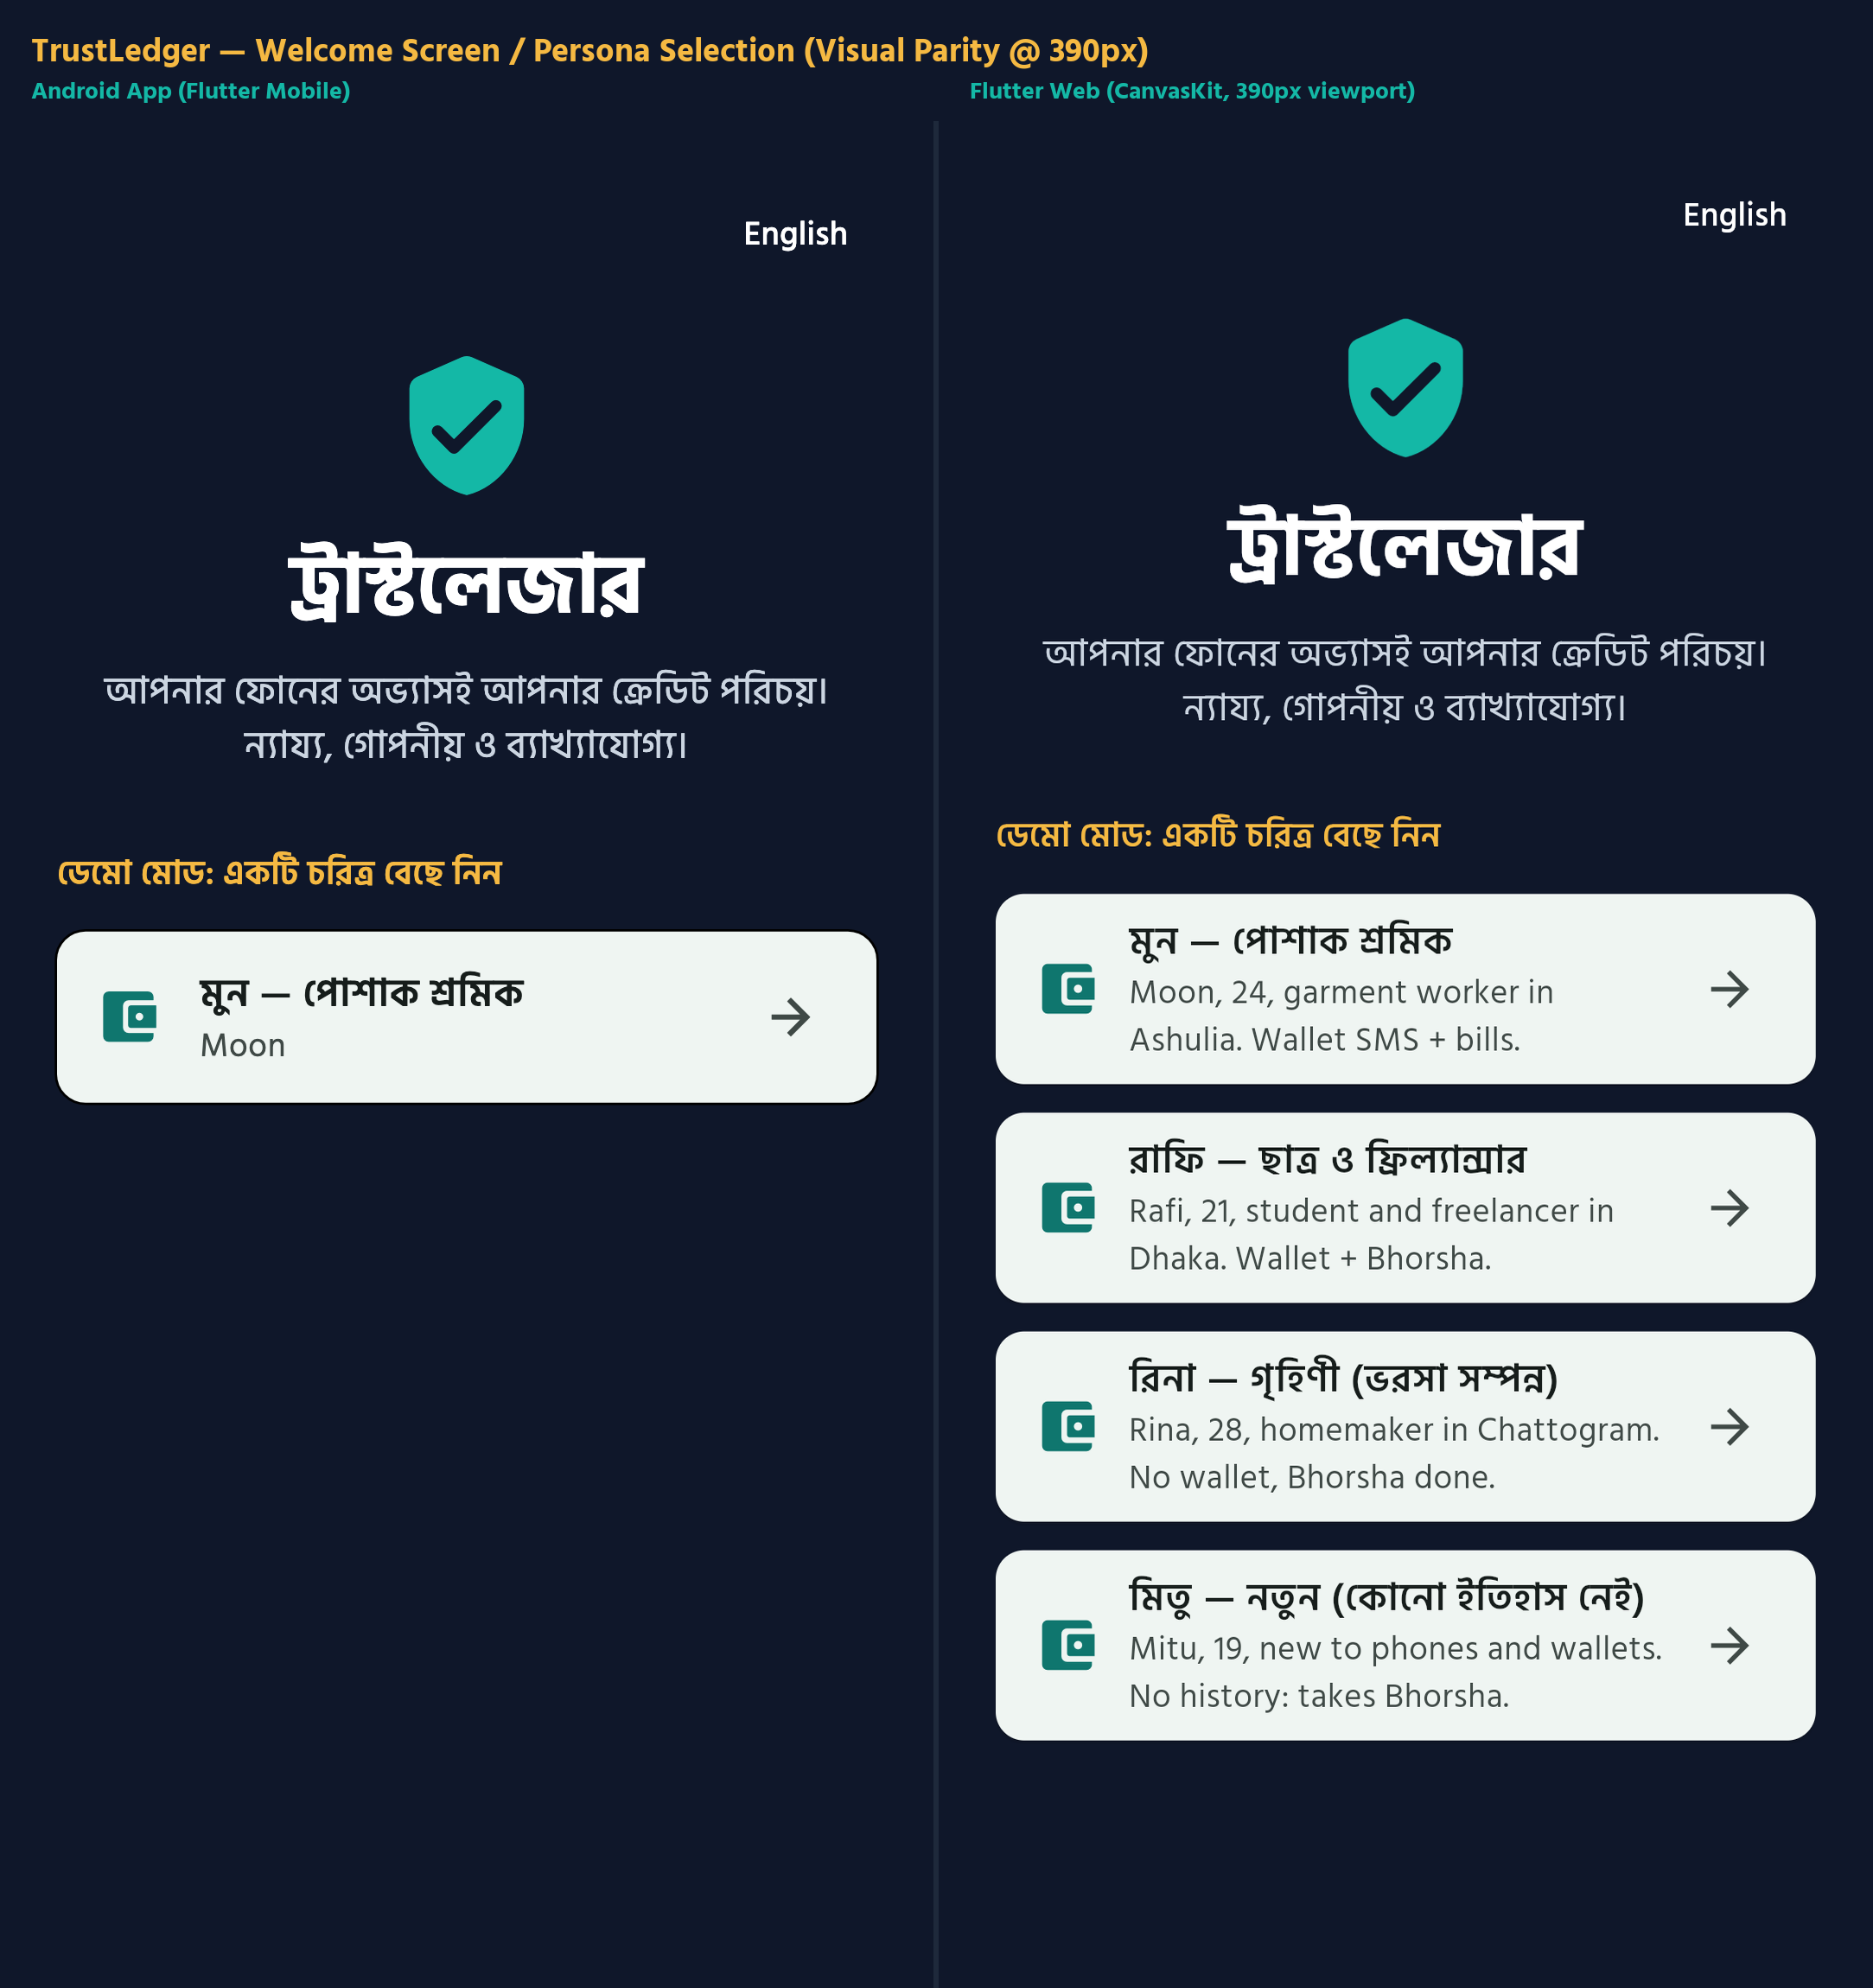 TrustLedger — Welcome Screen / Persona Selection (Visual Parity @ 390px)
Android App (Flutter Mobile)
English
ট্রাস্টলেজার
আপনার ফোনের অভ্যাসই আপনার ক্রেডিট পরিচয়।
ন্যায্য, গোপনীয় ও ব্যাখ্যাযোগ্য।
ডেমো মোড: একটি চরিত্র বেছে নিন
মুন — পোশাক শ্রমিক
Moon
Flutter Web (CanvasKit, 390px viewport)
English
ট্রাস্টলেজার
আপনার ফোনের অভ্যাসই আপনার ক্রেডিট পরিচয়।
ন্যায্য, গোপনীয় ও ব্যাখ্যাযোগ্য।
ডেমো মোড: একটি চরিত্র বেছে নিন
মুন — পোশাক শ্রমিক
Moon, 24, garment worker in
Ashulia. Wallet SMS + bills.
রাফি — ছাত্র ও ফ্রিল্যান্সার
Rafi, 21, student and freelancer in
Dhaka. Wallet + Bhorsha.
রিনা — গৃহিণী (ভরসা সম্পন্ন)
Rina, 28, homemaker in Chattogram.
No wallet, Bhorsha done.
মিতু — নতুন (কোনো ইতিহাস নেই)
Mitu, 19, new to phones and wallets.
No history: takes Bhorsha.